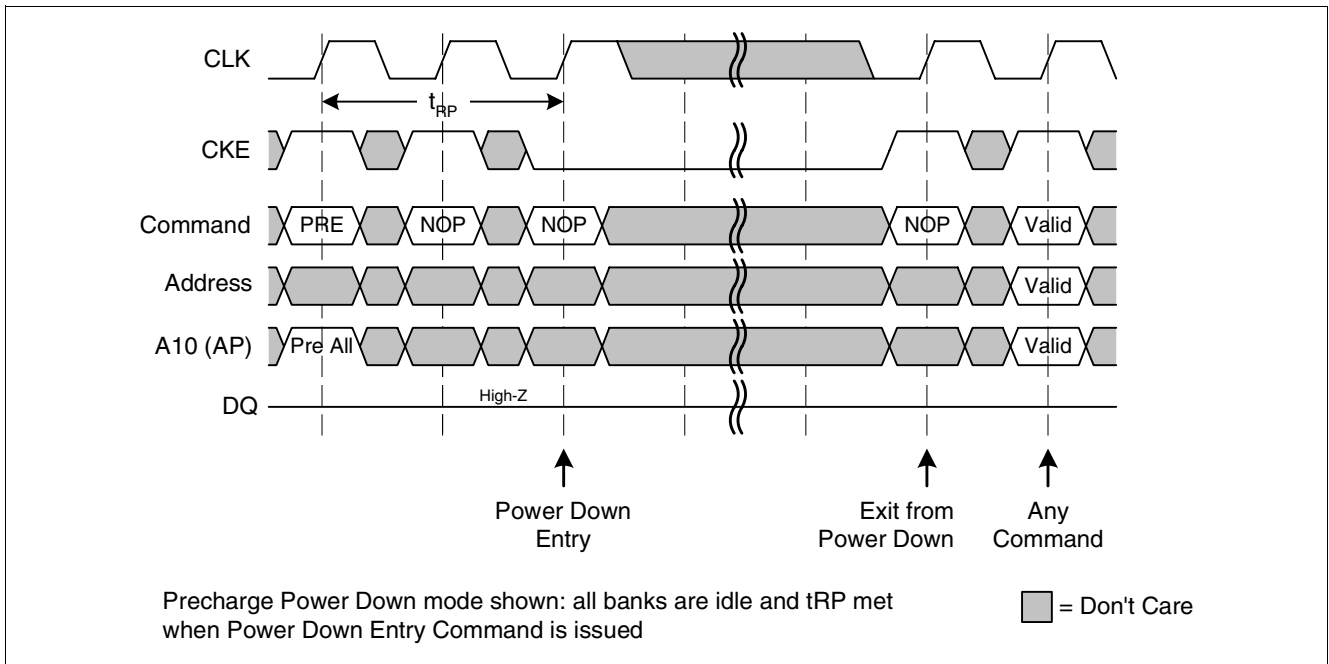 CLK
t_RP
CKE
Command PRE NOP NOP NOP Valid
Address Valid
A10 (AP) Pre All Valid
DQ High-Z
Power Down
Entry
Exit from
Power Down
Any
Command
Precharge Power Down mode shown: all banks are idle and tRP met
when Power Down Entry Command is issued
= Don't Care